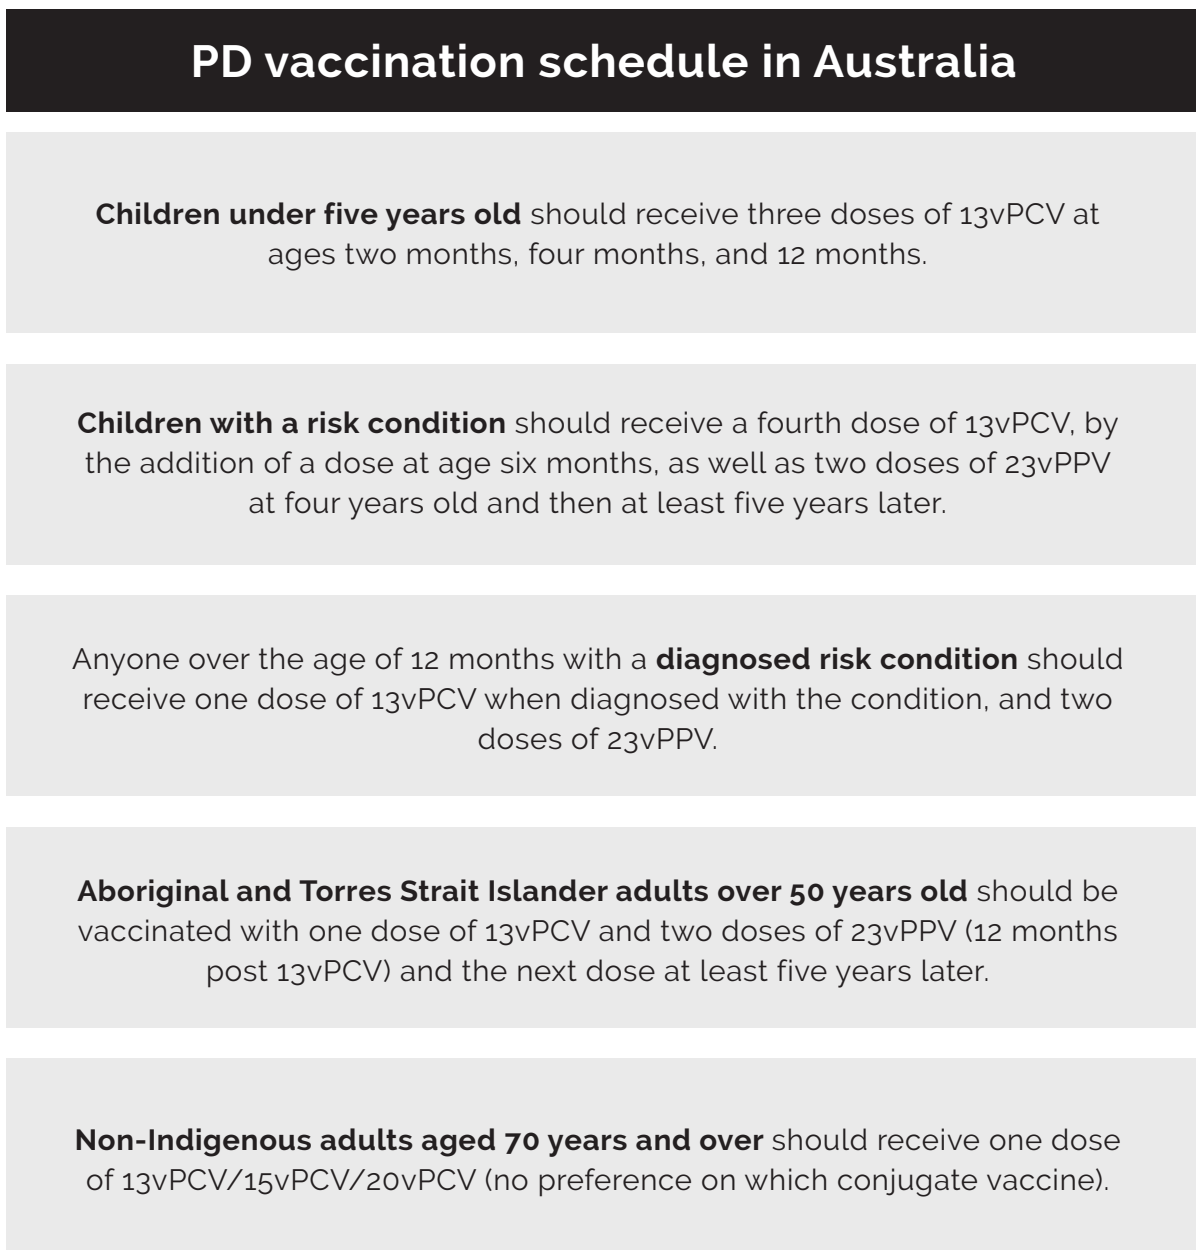 PD vaccination schedule in Australia
Children under five years old should receive three doses of 13vPCV at
ages two months, four months, and 12 months.
Children with a risk condition should receive a fourth dose of 13vPCV, by
the addition of a dose at age six months, as well as two doses of 23vPPV
at four years old and then at least five years later.
Anyone over the age of 12 months with a diagnosed risk condition should
receive one dose of 13vPCV when diagnosed with the condition, and two
doses of 23vPPV.
Aboriginal and Torres Strait Islander adults over 50 years old should be
vaccinated with one dose of 13vPCV and two doses of 23vPPV (12 months
post 13vPCV) and the next dose at least five years later.
Non-Indigenous adults aged 70 years and over should receive one dose
of 13vPCV/15vPCV/20vPCV (no preference on which conjugate vaccine).